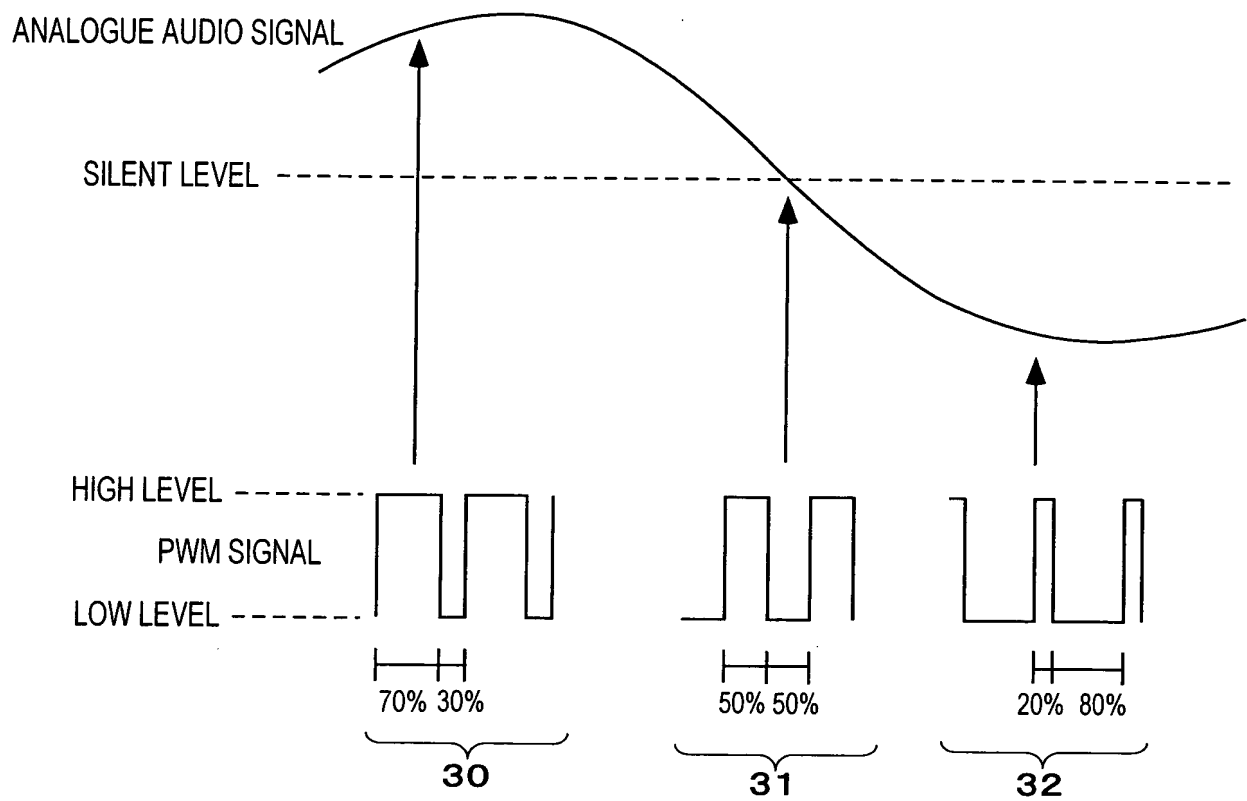 ANALOGUE AUDIO SIGNAL
SILENT LEVEL
HIGH LEVEL
PWM SIGNAL
LOW LEVEL
70% 30%
50% 50%
20% 80%
30
31
32